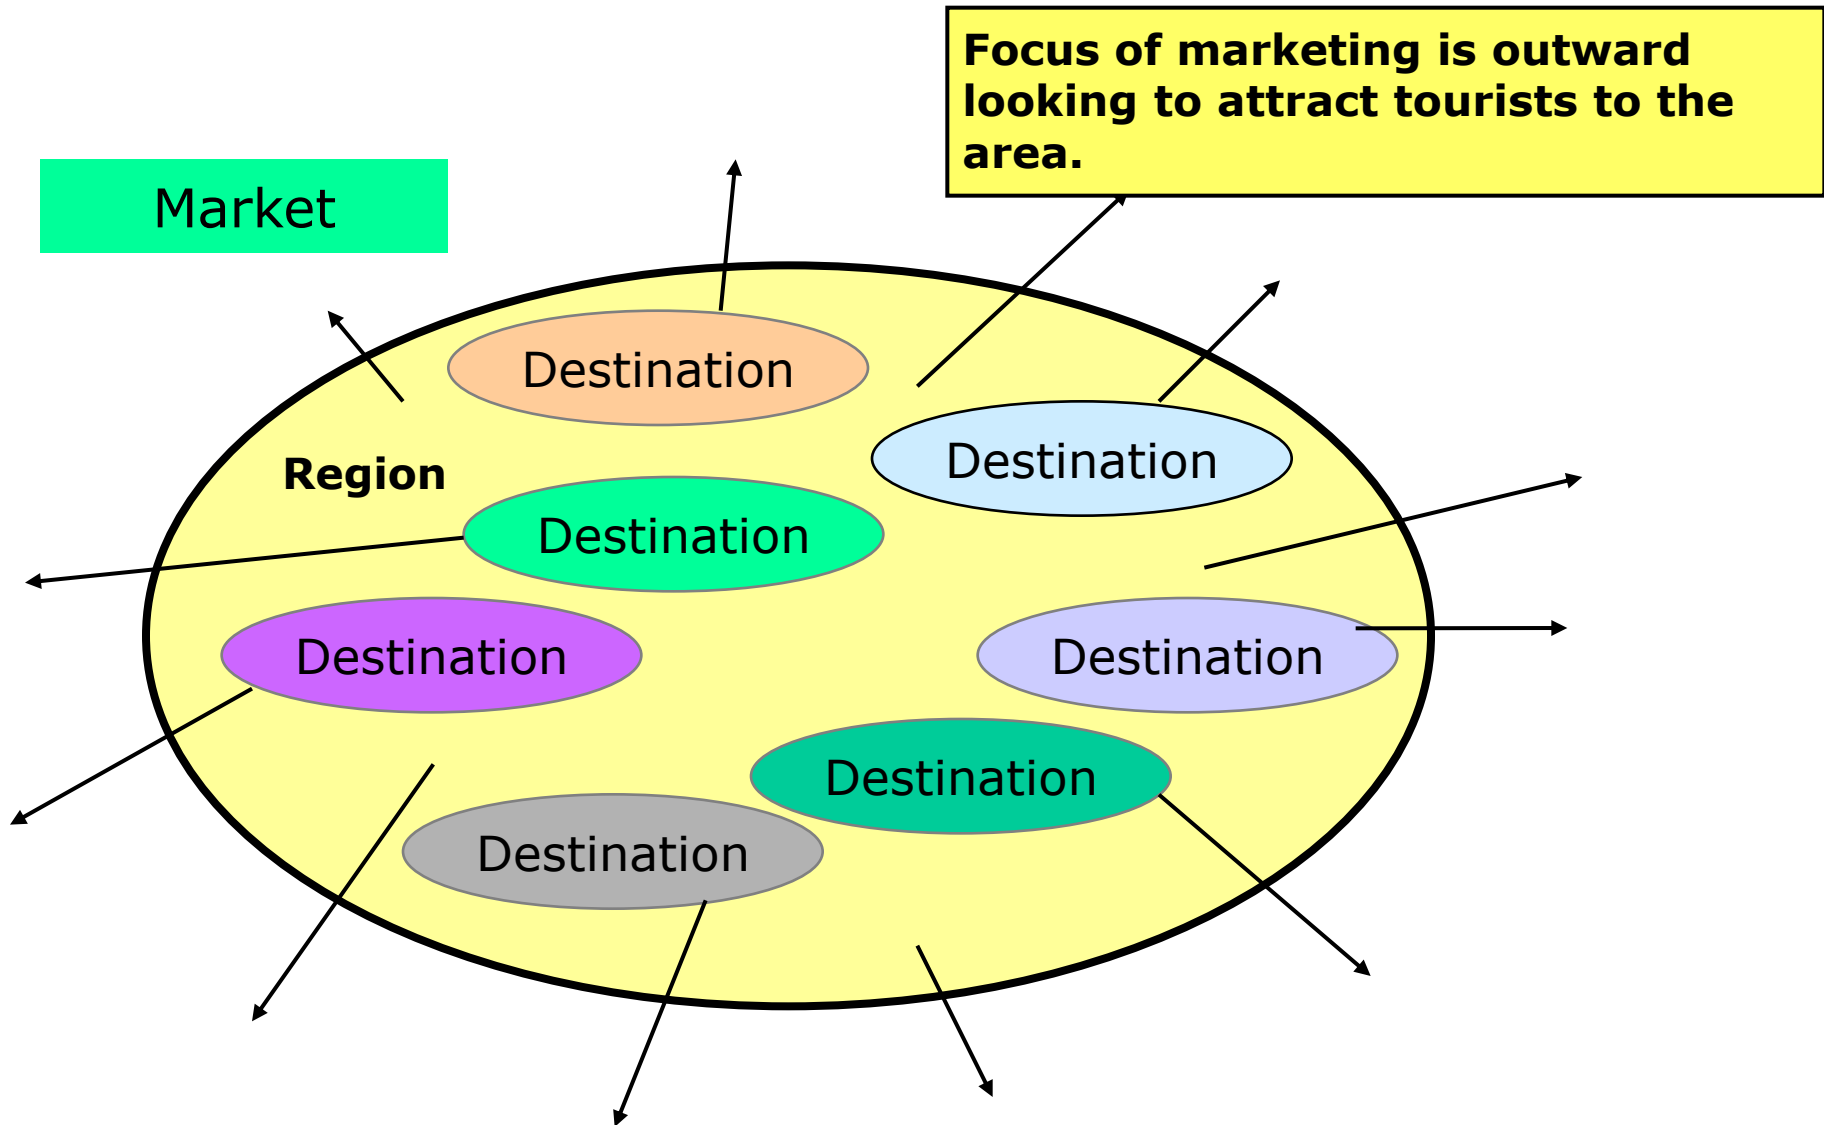 Focus of marketing is outward
looking to attract tourists to the
area.
Market
Destination
Destination
Region
Destination
Destination
Destination
Destination
Destination